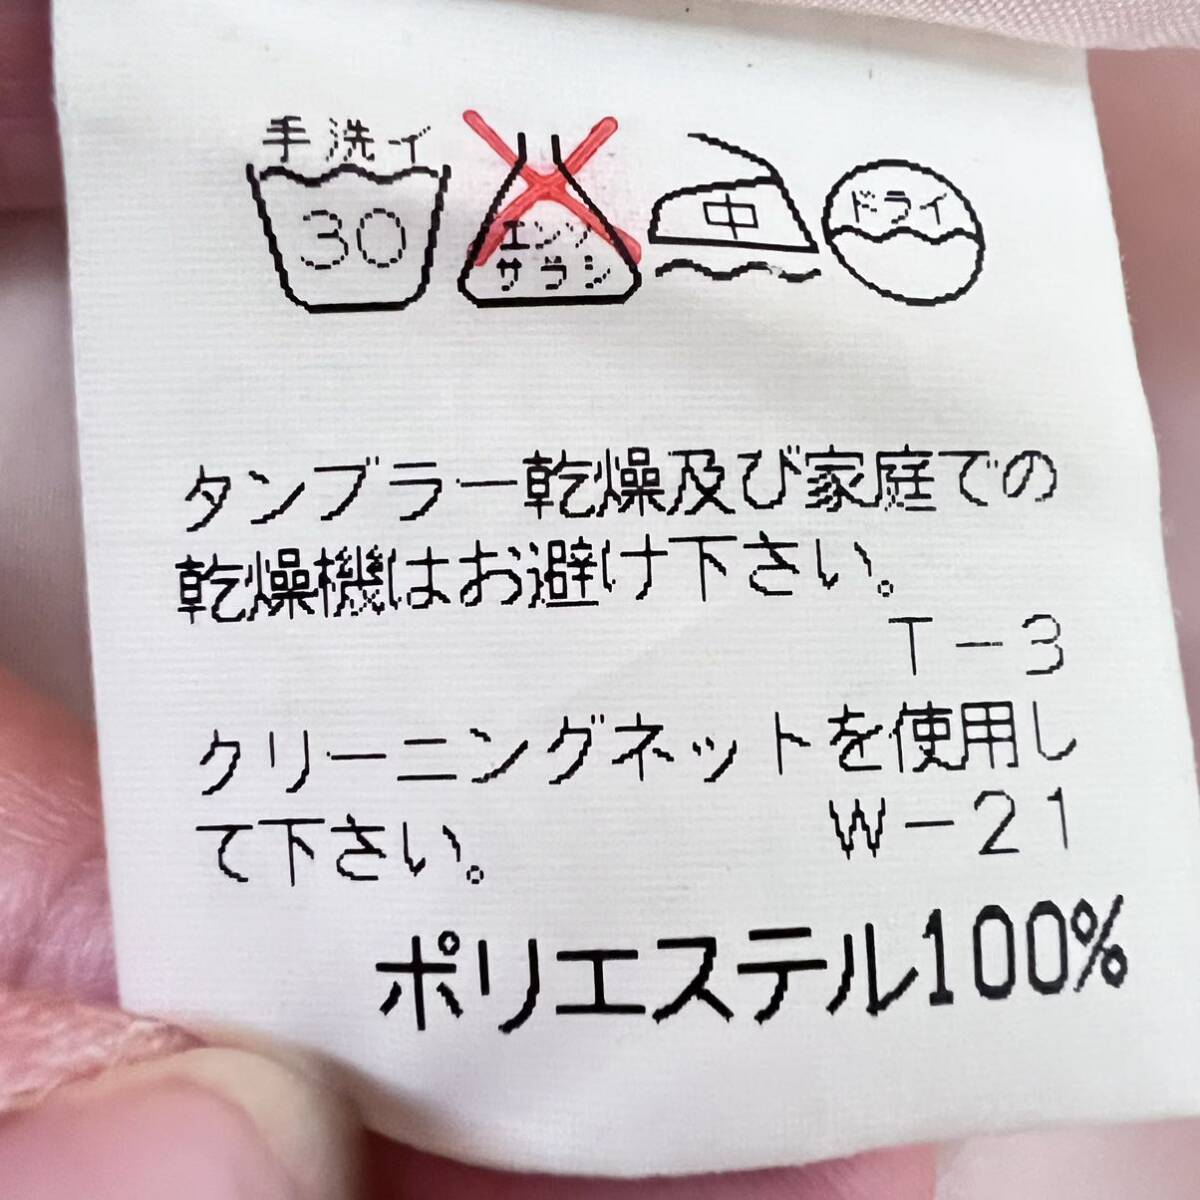 手洗イ
30
エンソ
サラシ
中
ドライ
タンブラー乾燥及び家庭での
乾燥機はお避け下さい。
T-3
クリーニングネットを使用し
て下さい。 W-21
ポリエステル100%